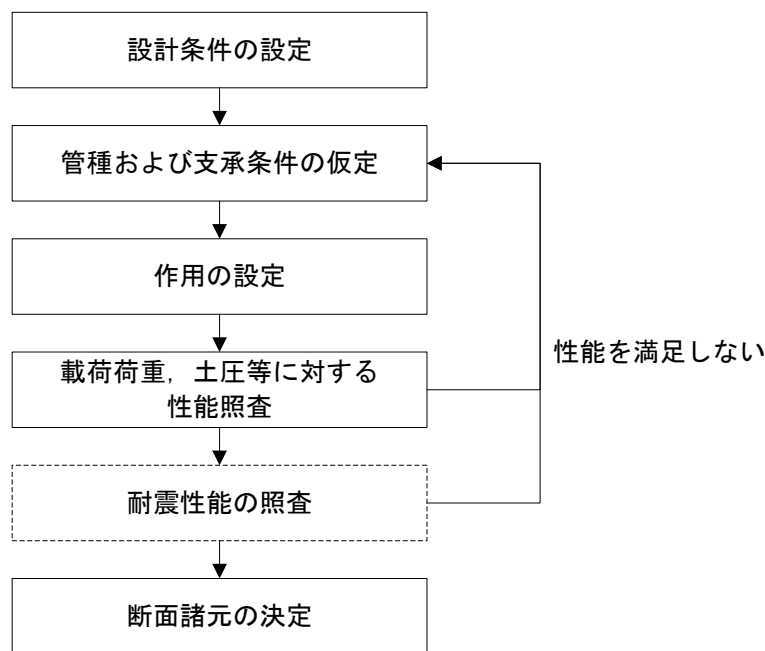 設計条件の設定
管種および支承条件の仮定
作用の設定
載荷荷重，土圧等に対する
性能照査
性能を満足しない
耐震性能の照査
断面諸元の決定